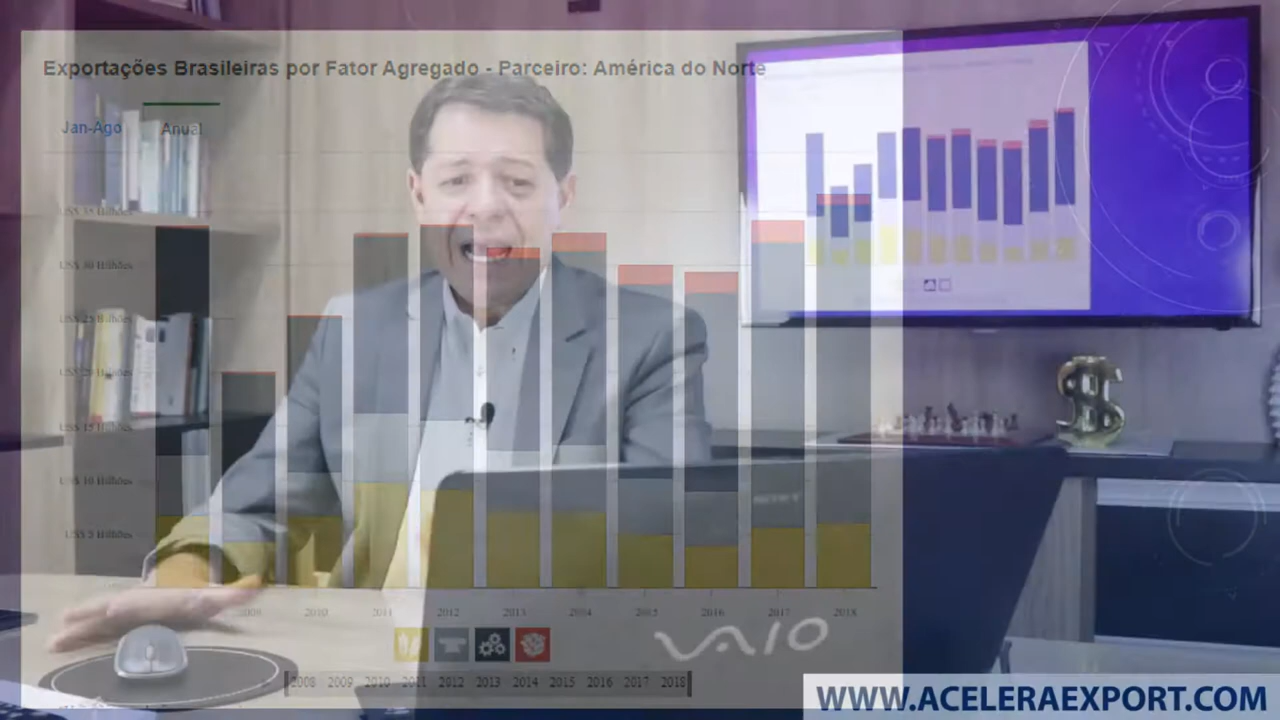 Exportações Brasileiras por Fator Agregado - Parceiro: América do Norte
Jan-Ago Anual
US$ 35 Bilhões
US$ 30 Bilhões
US$ 25 Bilhões
US$ 20 Bilhões
US$ 15 Bilhões
US$ 10 Bilhões
US$ 5 Bilhões
2009 2010 2011 2012 2013 2014 2015 2016 2017 2018
VAIO
2008 2009 2010 2011 2012 2013 2014 2015 2016 2017 2018
WWW.ACELERAEXPORT.COM